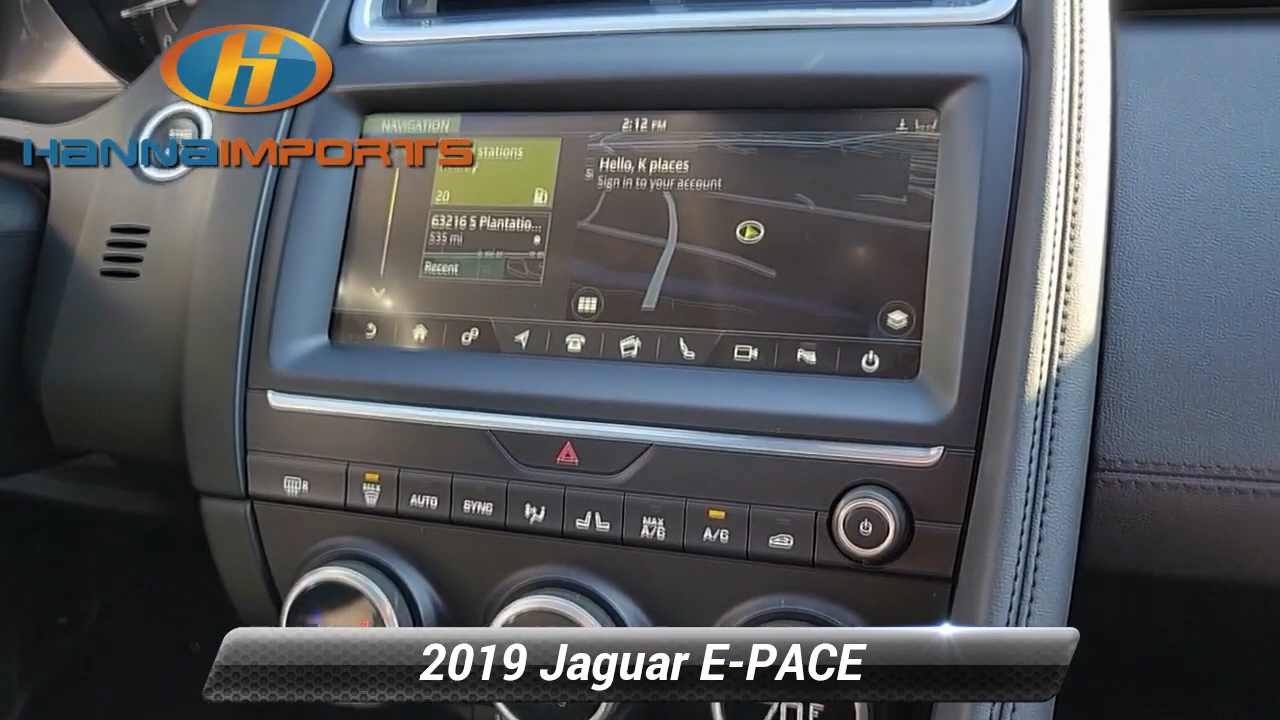 HANNAIMPORTS
NAVIGATION
2:12 PM
stations
20
63216 S Plantatio...
535 mi
Recent
Hello, K places
Sign in to your account
R
MAX
AUTO
SYNC
MAX
A/C
A/C
2019 Jaguar E-PACE